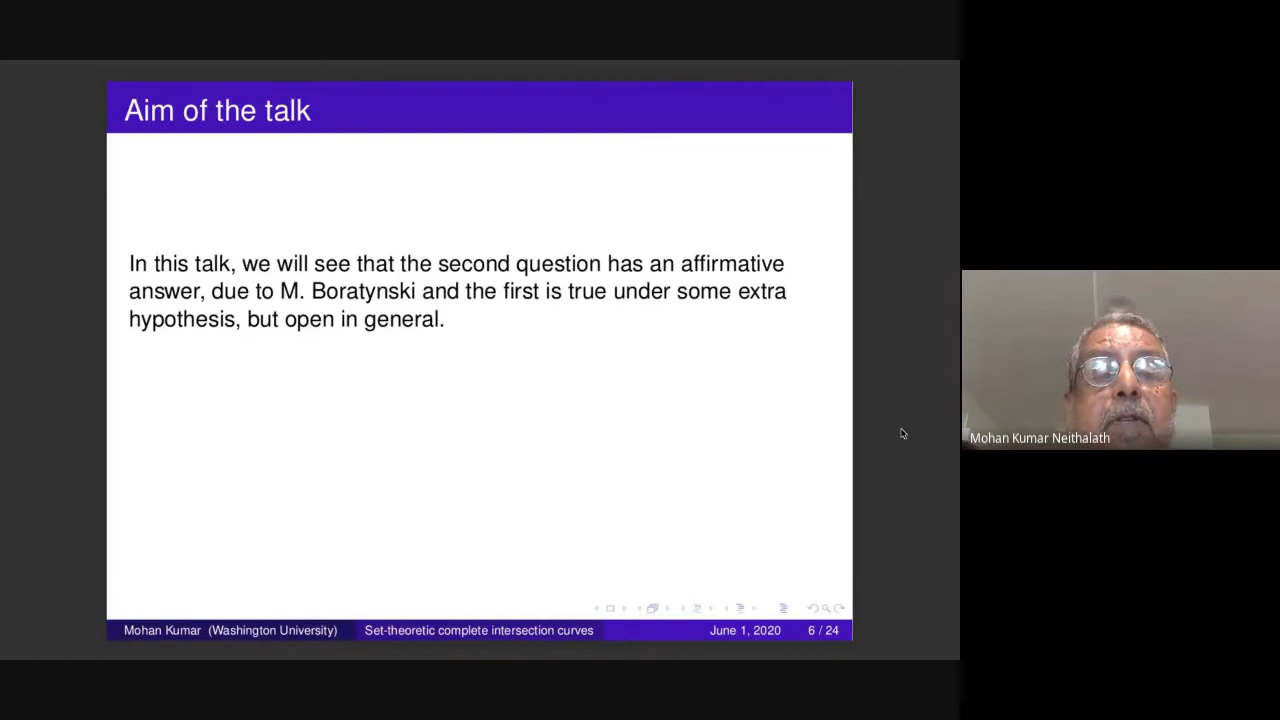 Aim of the talk
In this talk, we will see that the second question has an affirmative
answer, due to M. Boratynski and the first is true under some extra
hypothesis, but open in general.
Mohan Kumar Neithalath
Mohan Kumar (Washington University) Set-theoretic complete intersection curves June 1, 2020 6 / 24